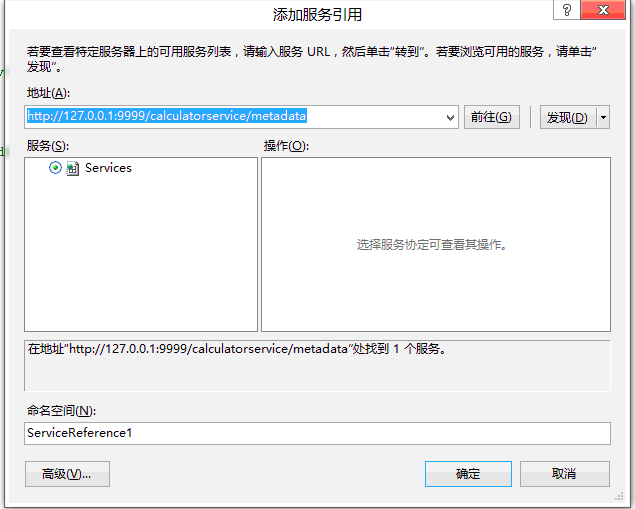 添加服务引用
?
x
若要查看特定服务器上的可用服务列表，请输入服务 URL，然后单击"转到"。若要浏览可用的服务，请单击"
发现"。
地址(A):
http://127.0.0.1:9999/calculatorservice/metadata
前往(G)
发现(D)
服务(S):
操作(O):
Services
选择服务协定可查看其操作。
在地址"http://127.0.0.1:9999/calculatorservice/metadata"处找到 1 个服务。
命名空间(N):
ServiceReference1
高级(V)...
确定
取消